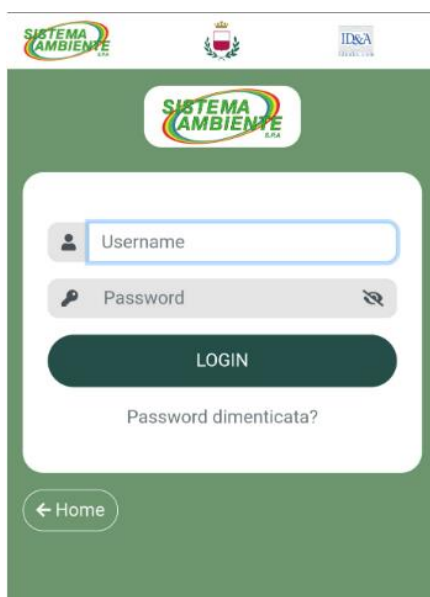 SISTEMA
AMBIENTE
S.P.A.
ID&A
SISTEMA
AMBIENTE
S.P.A.
Username
Password
LOGIN
Password dimenticata?
Home